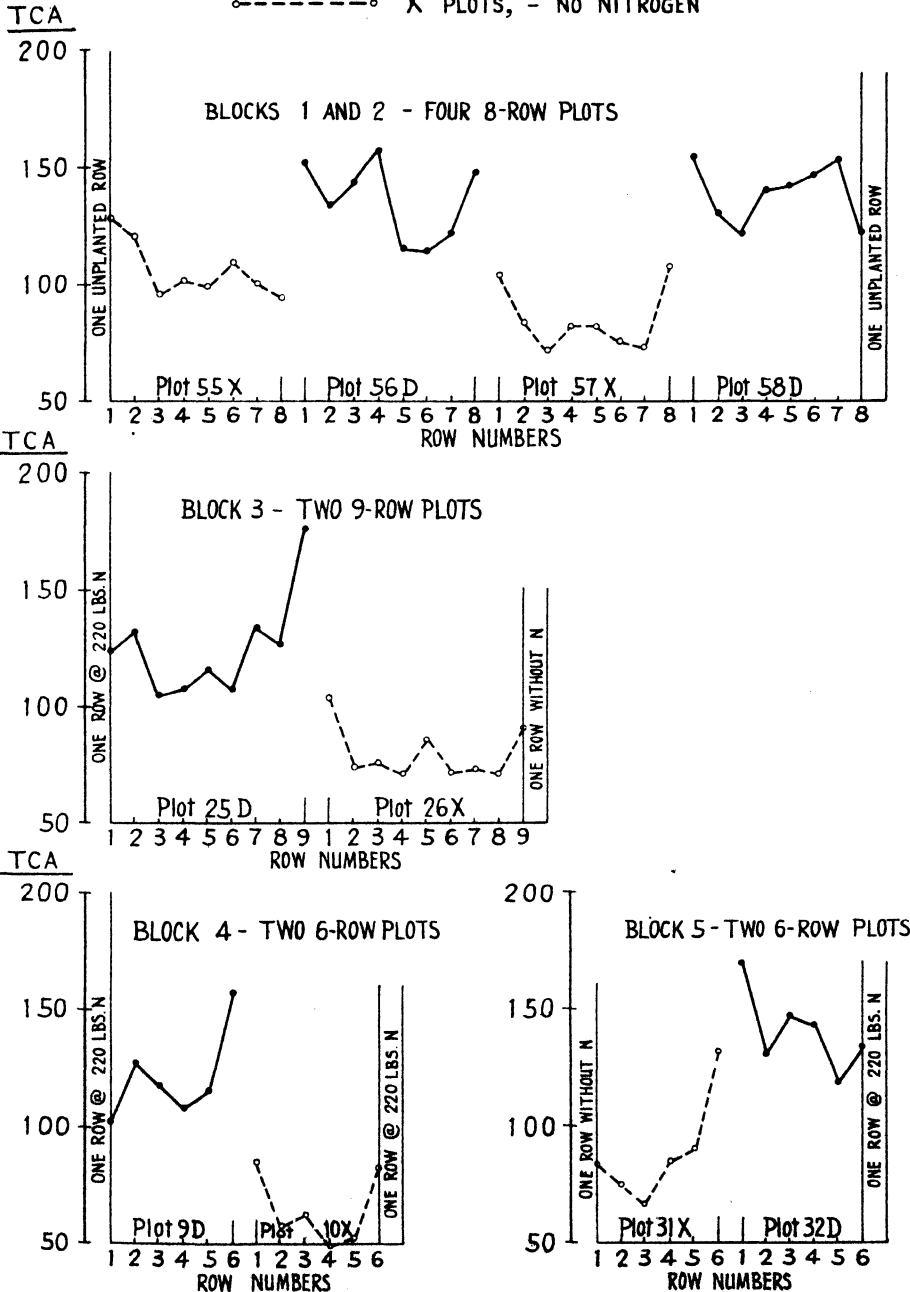 X PLOTS, - NO NITROGEN
TCA
200
150
100
50
BLOCKS 1 AND 2 - FOUR 8-ROW PLOTS
ONE UNPLANTED ROW
ONE UNPLANTED ROW
Plot 55X
Plot 56D
Plot 57X
Plot 58D
1 2 3 4 5 6 7 8 1 2 3 4 5 6 7 8 1 2 3 4 5 6 7 8 1 2 3 4 5 6 7 8
ROW NUMBERS
TCA
200
150
100
50
BLOCK 3 - TWO 9-ROW PLOTS
ONE ROW @ 220 LBS. N
ONE ROW WITHOUT N
Plot 25D
Plot 26X
1 2 3 4 5 6 7 8 9 1 2 3 4 5 6 7 8 9
ROW NUMBERS
TCA
200
150
100
50
BLOCK 4 - TWO 6-ROW PLOTS
ONE ROW @ 220 LBS. N
ONE ROW @ 220 LBS. N
Plot 9D
Plot 10X
1 2 3 4 5 6 1 2 3 4 5 6
ROW NUMBERS
200
150
100
50
BLOCK 5 - TWO 6-ROW PLOTS
ONE ROW WITHOUT N
ONE ROW @ 220 LBS. N
Plot 31X
Plot 32D
1 2 3 4 5 6 1 2 3 4 5 6
ROW NUMBERS